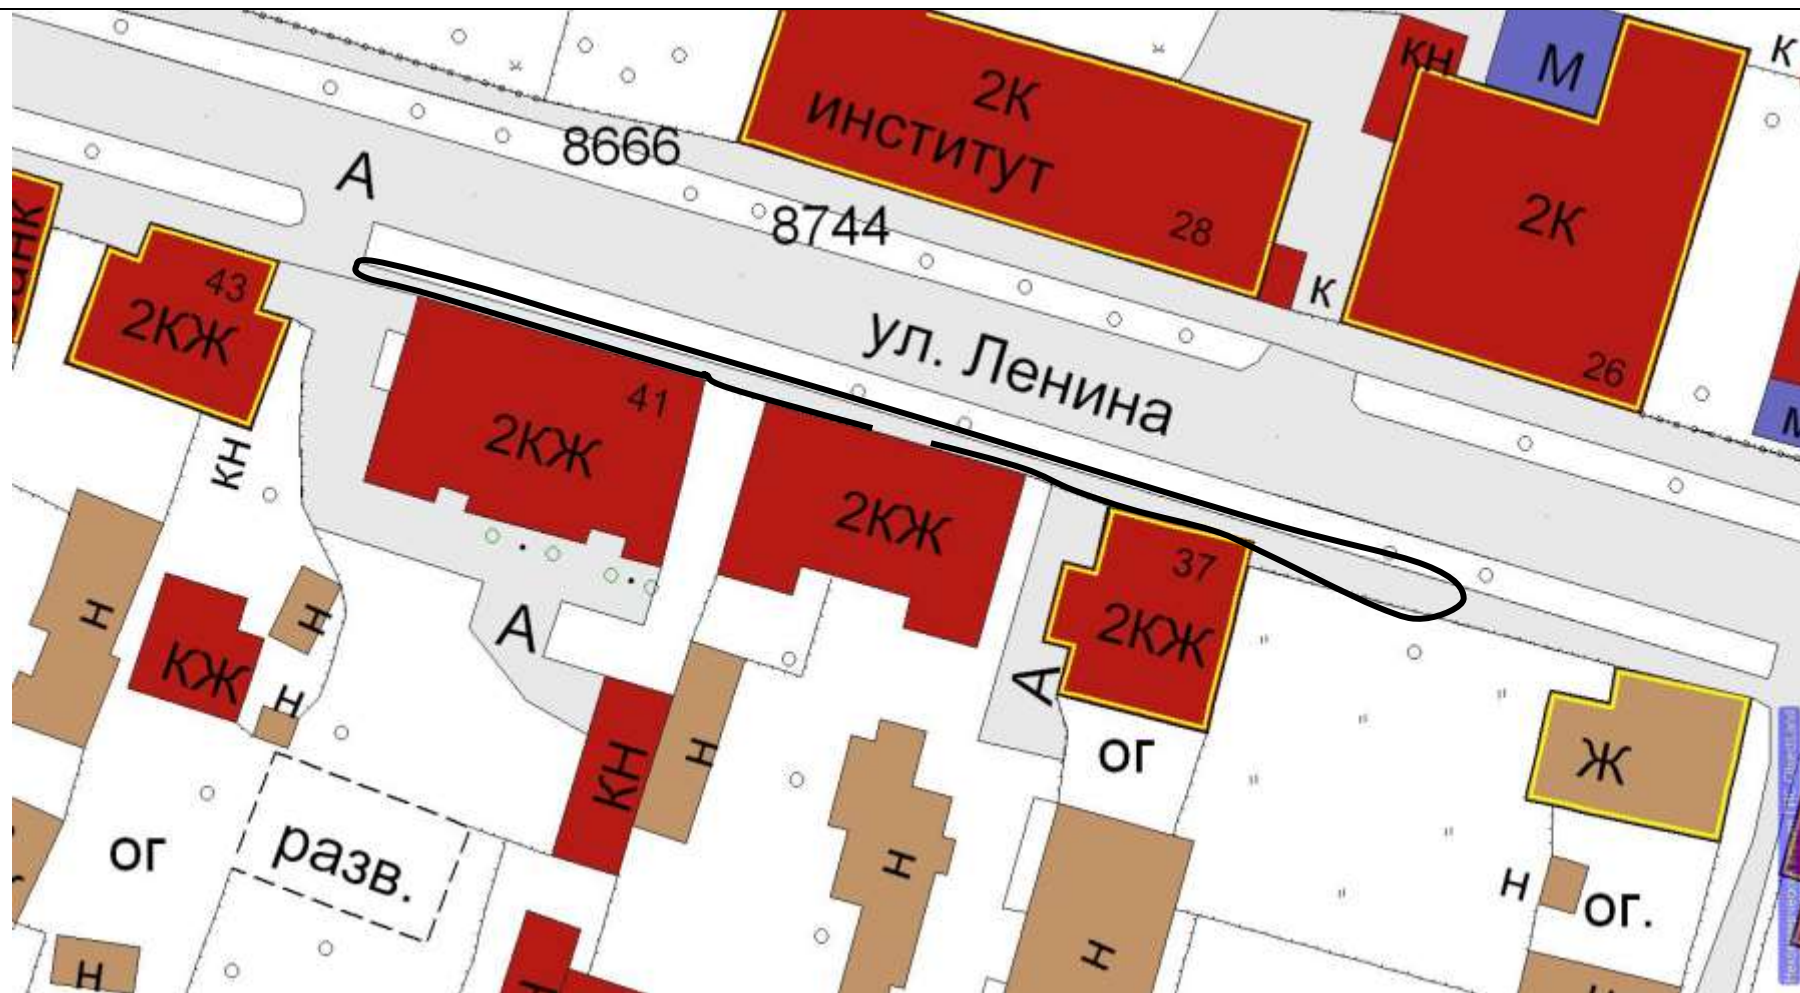 кн
М
к
2К
институт
8666
А
28
8744
2К
к
43
2КЖ
ул. Ленина
26
41
2КЖ
кн
2КЖ
37
2КЖ
н
н
А
КЖ
н
А
ог
Ж
кн
н
разв.
ог
н
н
ог.
н
н